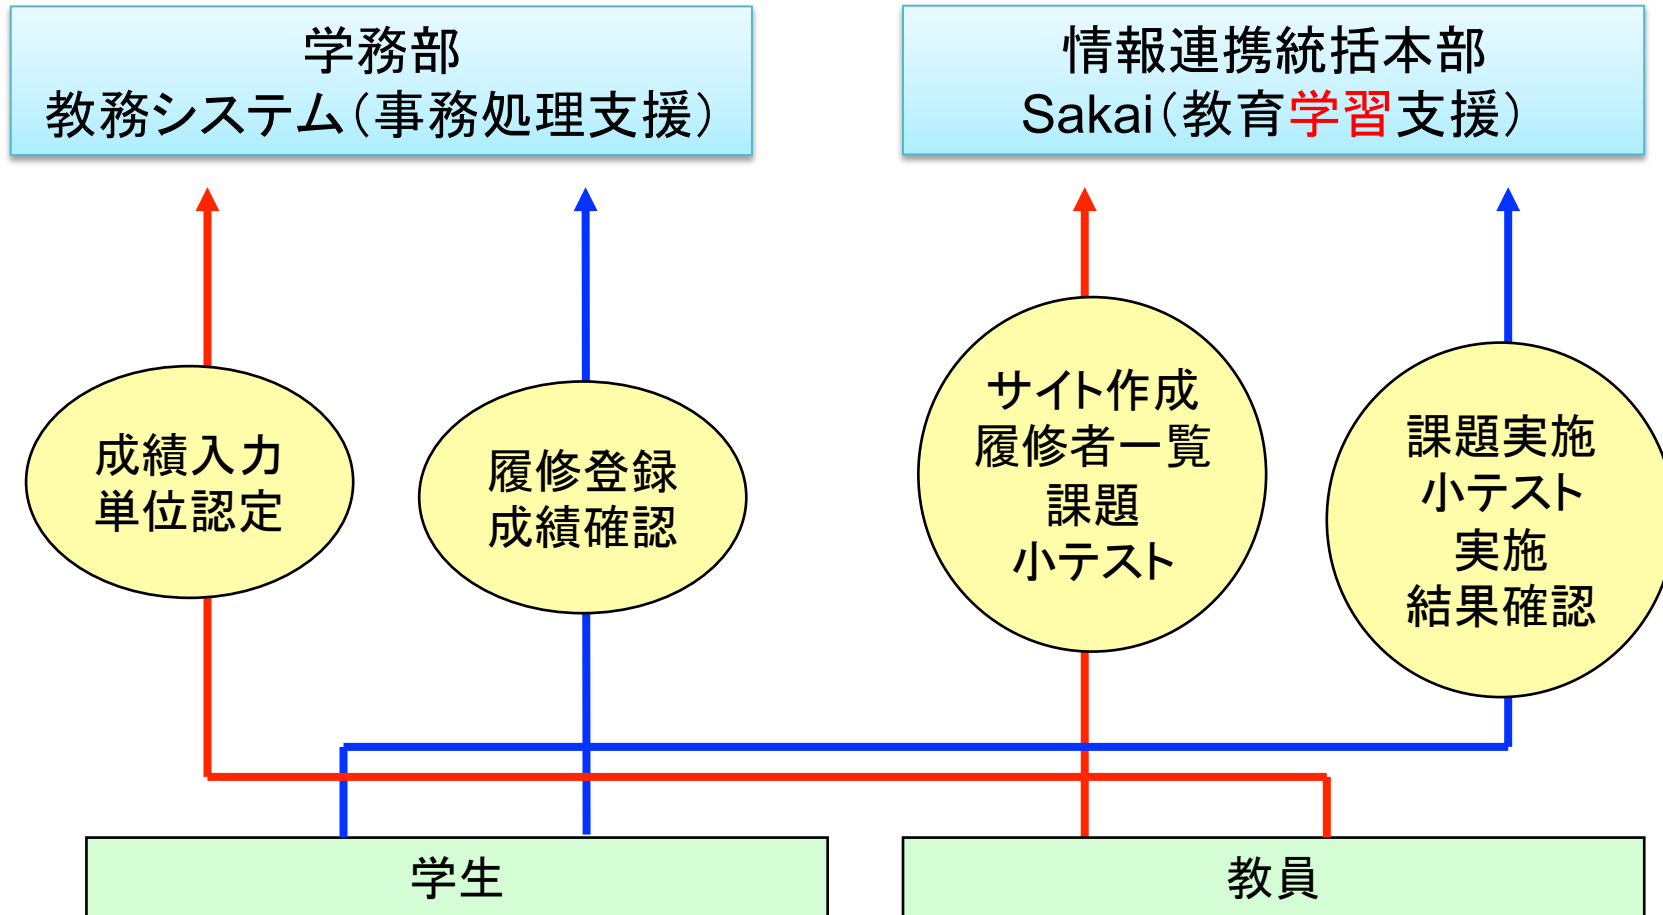 学務部
教務システム（事務処理支援）
情報連携統括本部
Sakai（教育学習支援）
成績入力
単位認定
履修登録
成績確認
サイト作成
履修者一覧
課題
小テスト
課題実施
小テスト
実施
結果確認
学生
教員